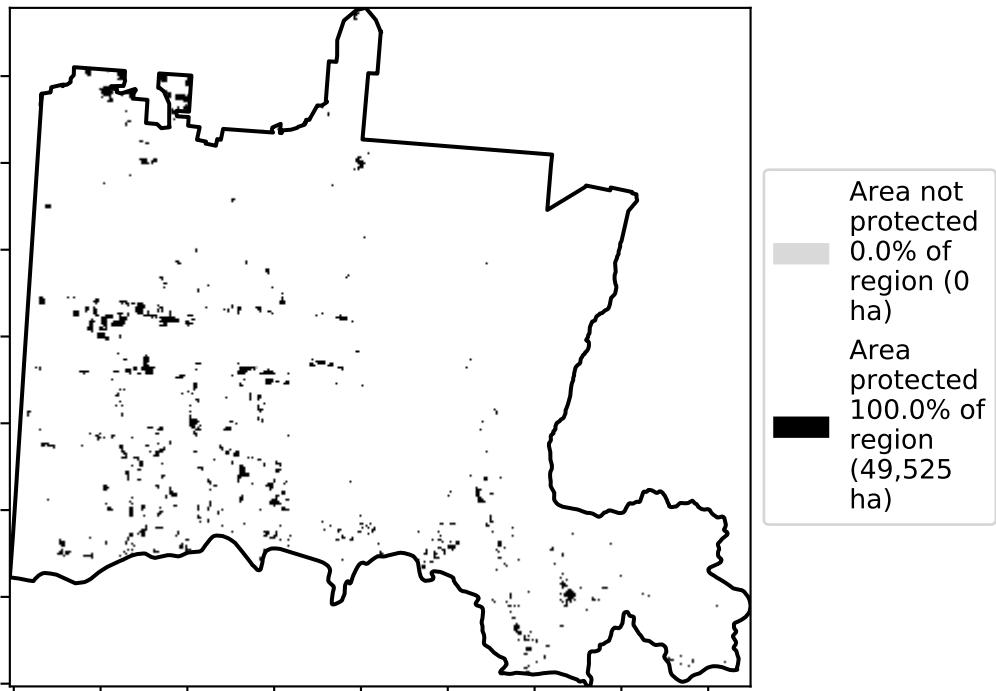 Area not
protected
0.0% of
region (0
ha)
Area
protected
100.0% of
region
(49,525
ha)